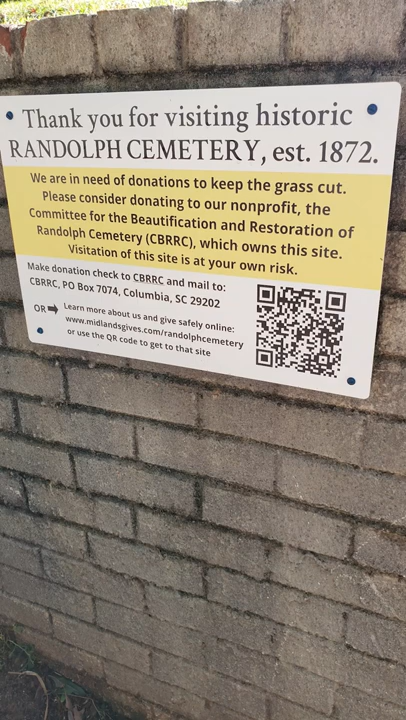 Thank you for visiting historic
RANDOLPH CEMETERY, est. 1872.
We are in need of donations to keep the grass cut.
Please consider donating to our nonprofit, the
Committee for the Beautification and Restoration of
Randolph Cemetery (CBRRC), which owns this site.
Visitation of this site is at your own risk.
Make donation check to CBRRC and mail to:
CBRRC, PO Box 7074, Columbia, SC 29202
OR Learn more about us and give safely online:
www.midlandsgives.com/randolphcemetery
or use the QR code to get to that site